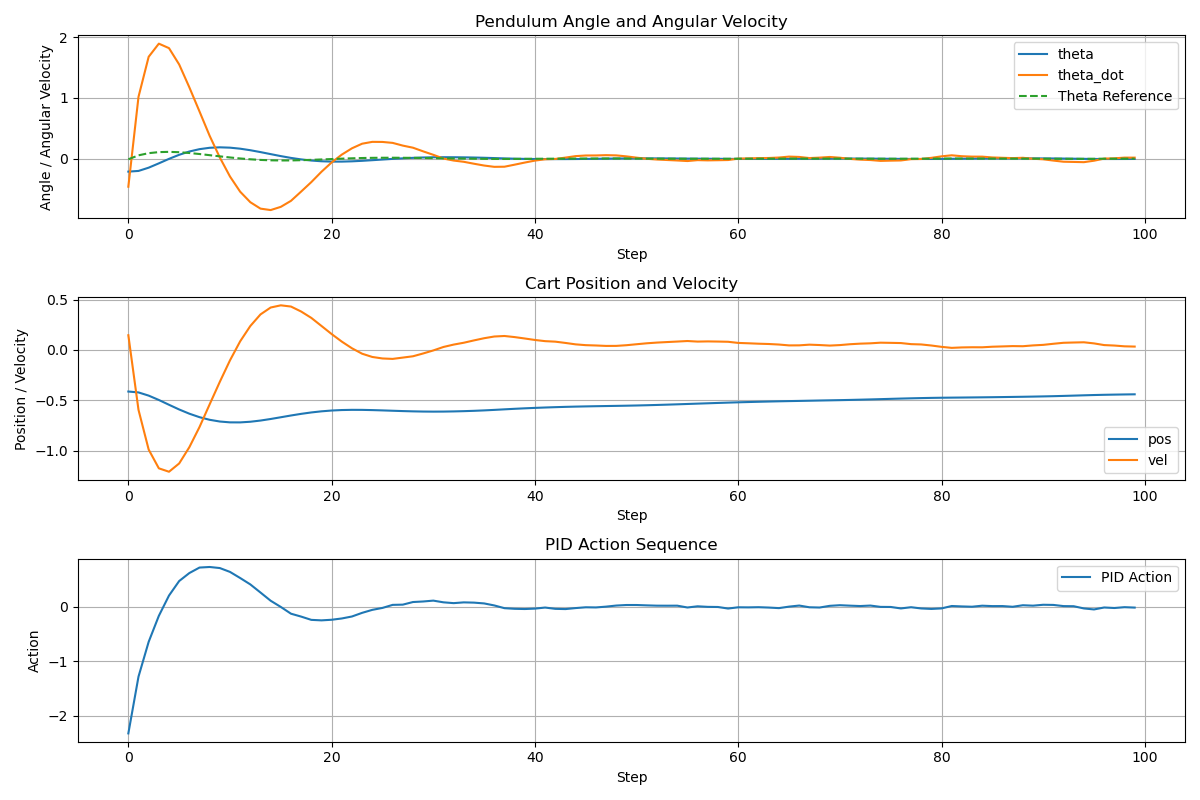 Pendulum Angle and Angular Velocity
Angle / Angular Velocity
2
1
0
theta
theta_dot
Theta Reference
0 20 40 60 80 100
Step
Cart Position and Velocity
Position / Velocity
0.5
0.0
−0.5
−1.0
pos
vel
0 20 40 60 80 100
Step
PID Action Sequence
Action
0
−1
−2
PID Action
0 20 40 60 80 100
Step